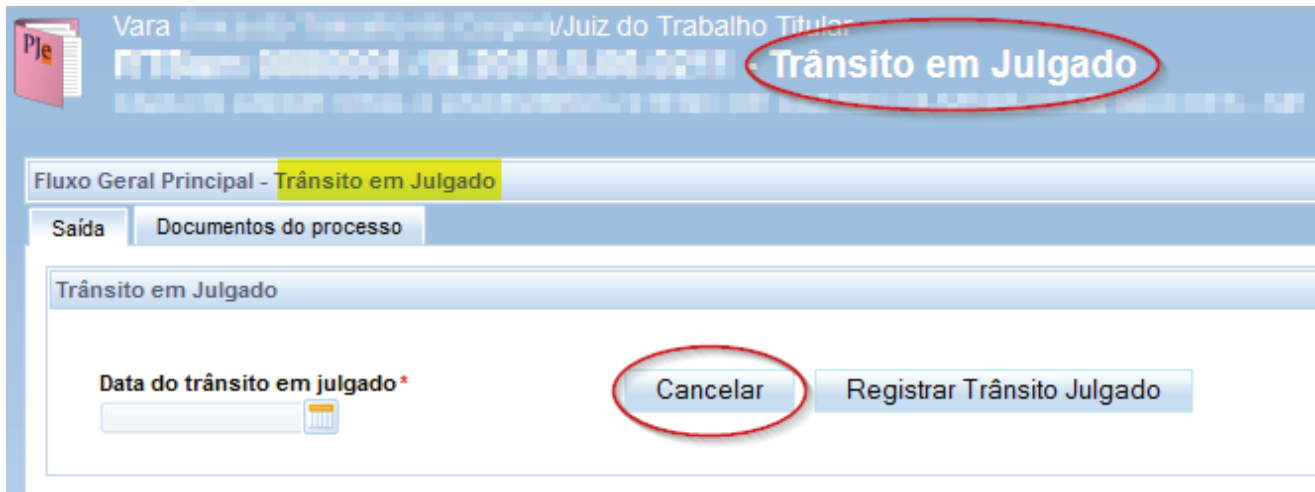 PJe
Vara /Juiz do Trabalho Titular
- Trânsito em Julgado
Fluxo Geral Principal - Trânsito em Julgado
Saída Documentos do processo
Trânsito em Julgado
Data do trânsito em julgado*
Cancelar Registrar Trânsito Julgado